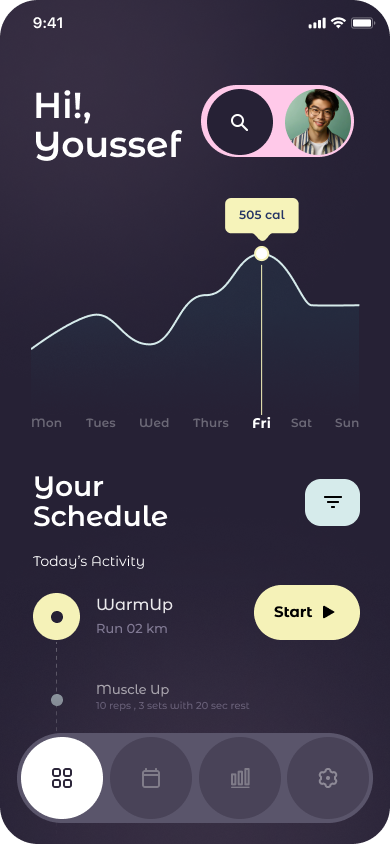 9:41
Hi!,
Youssef
505 cal
Mon Tues Wed Thurs Fri Sat Sun
Your
Schedule
Today's Activity
WarmUp
Run 02 km
Start
Muscle Up
10 reps , 3 sets with 20 sec rest